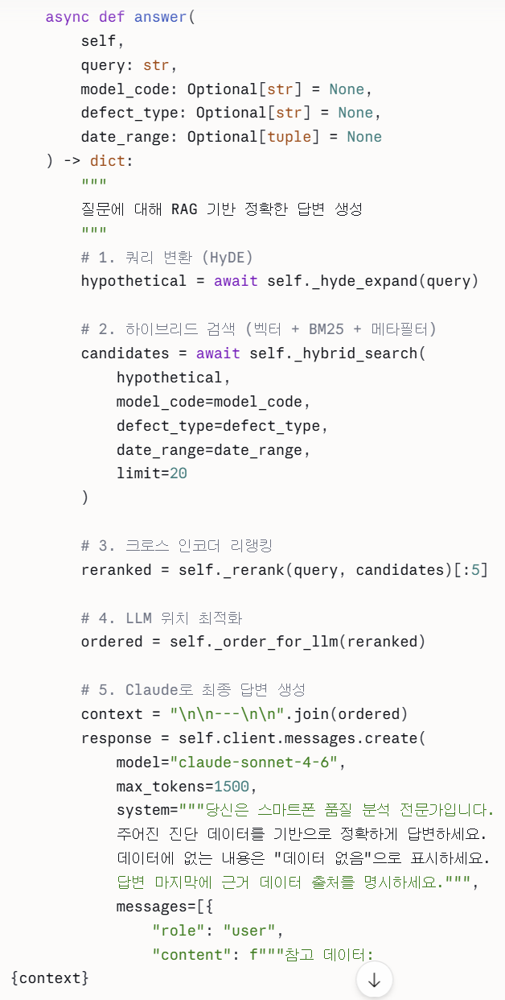 async def answer(
self,
query: str,
model_code: Optional[str] = None,
defect_type: Optional[str] = None,
date_range: Optional[tuple] = None
) -> dict:
"""
질문에 대해 RAG 기반 정확한 답변 생성
"""
# 1. 쿼리 변환 (HyDE)
hypothetical = await self._hyde_expand(query)
# 2. 하이브리드 검색 (벡터 + BM25 + 메타필터)
candidates = await self._hybrid_search(
hypothetical,
model_code=model_code,
defect_type=defect_type,
date_range=date_range,
limit=20
)
# 3. 크로스 인코더 리랭킹
reranked = self._rerank(query, candidates)[:5]
# 4. LLM 위치 최적화
ordered = self._order_for_llm(reranked)
# 5. Claude로 최종 답변 생성
context = "\n\n---\n\n".join(ordered)
response = self.client.messages.create(
model="claude-sonnet-4-6",
max_tokens=1500,
system="""당신은 스마트폰 품질 분석 전문가입니다.
주어진 진단 데이터를 기반으로 정확하게 답변하세요.
데이터에 없는 내용은 "데이터 없음"으로 표시하세요.
답변 마지막에 근거 데이터 출처를 명시하세요.""",
messages=[{
"role": "user",
"content": f"""참고 데이터:
{context}